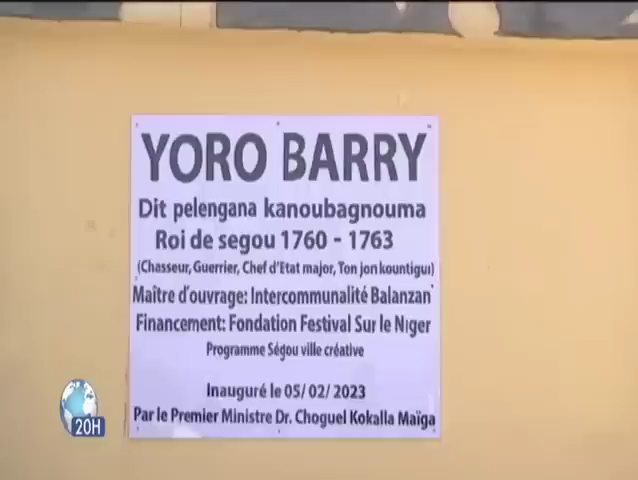 YORO BARRY
Dit pelengana kanoubagnouma
Roi de segou 1760 - 1763
(Chasseur, Guerrier, Chef d'Etat major, Ton jon kountigui)
Maître d'ouvrage: Intercommunalité Balanzan
Financement: Fondation Festival Sur le Niger
Programme Ségou ville créative
Inauguré le 05/ 02/ 2023
Par le Premier Ministre Dr. Choguel Kokalla Maïga
20H